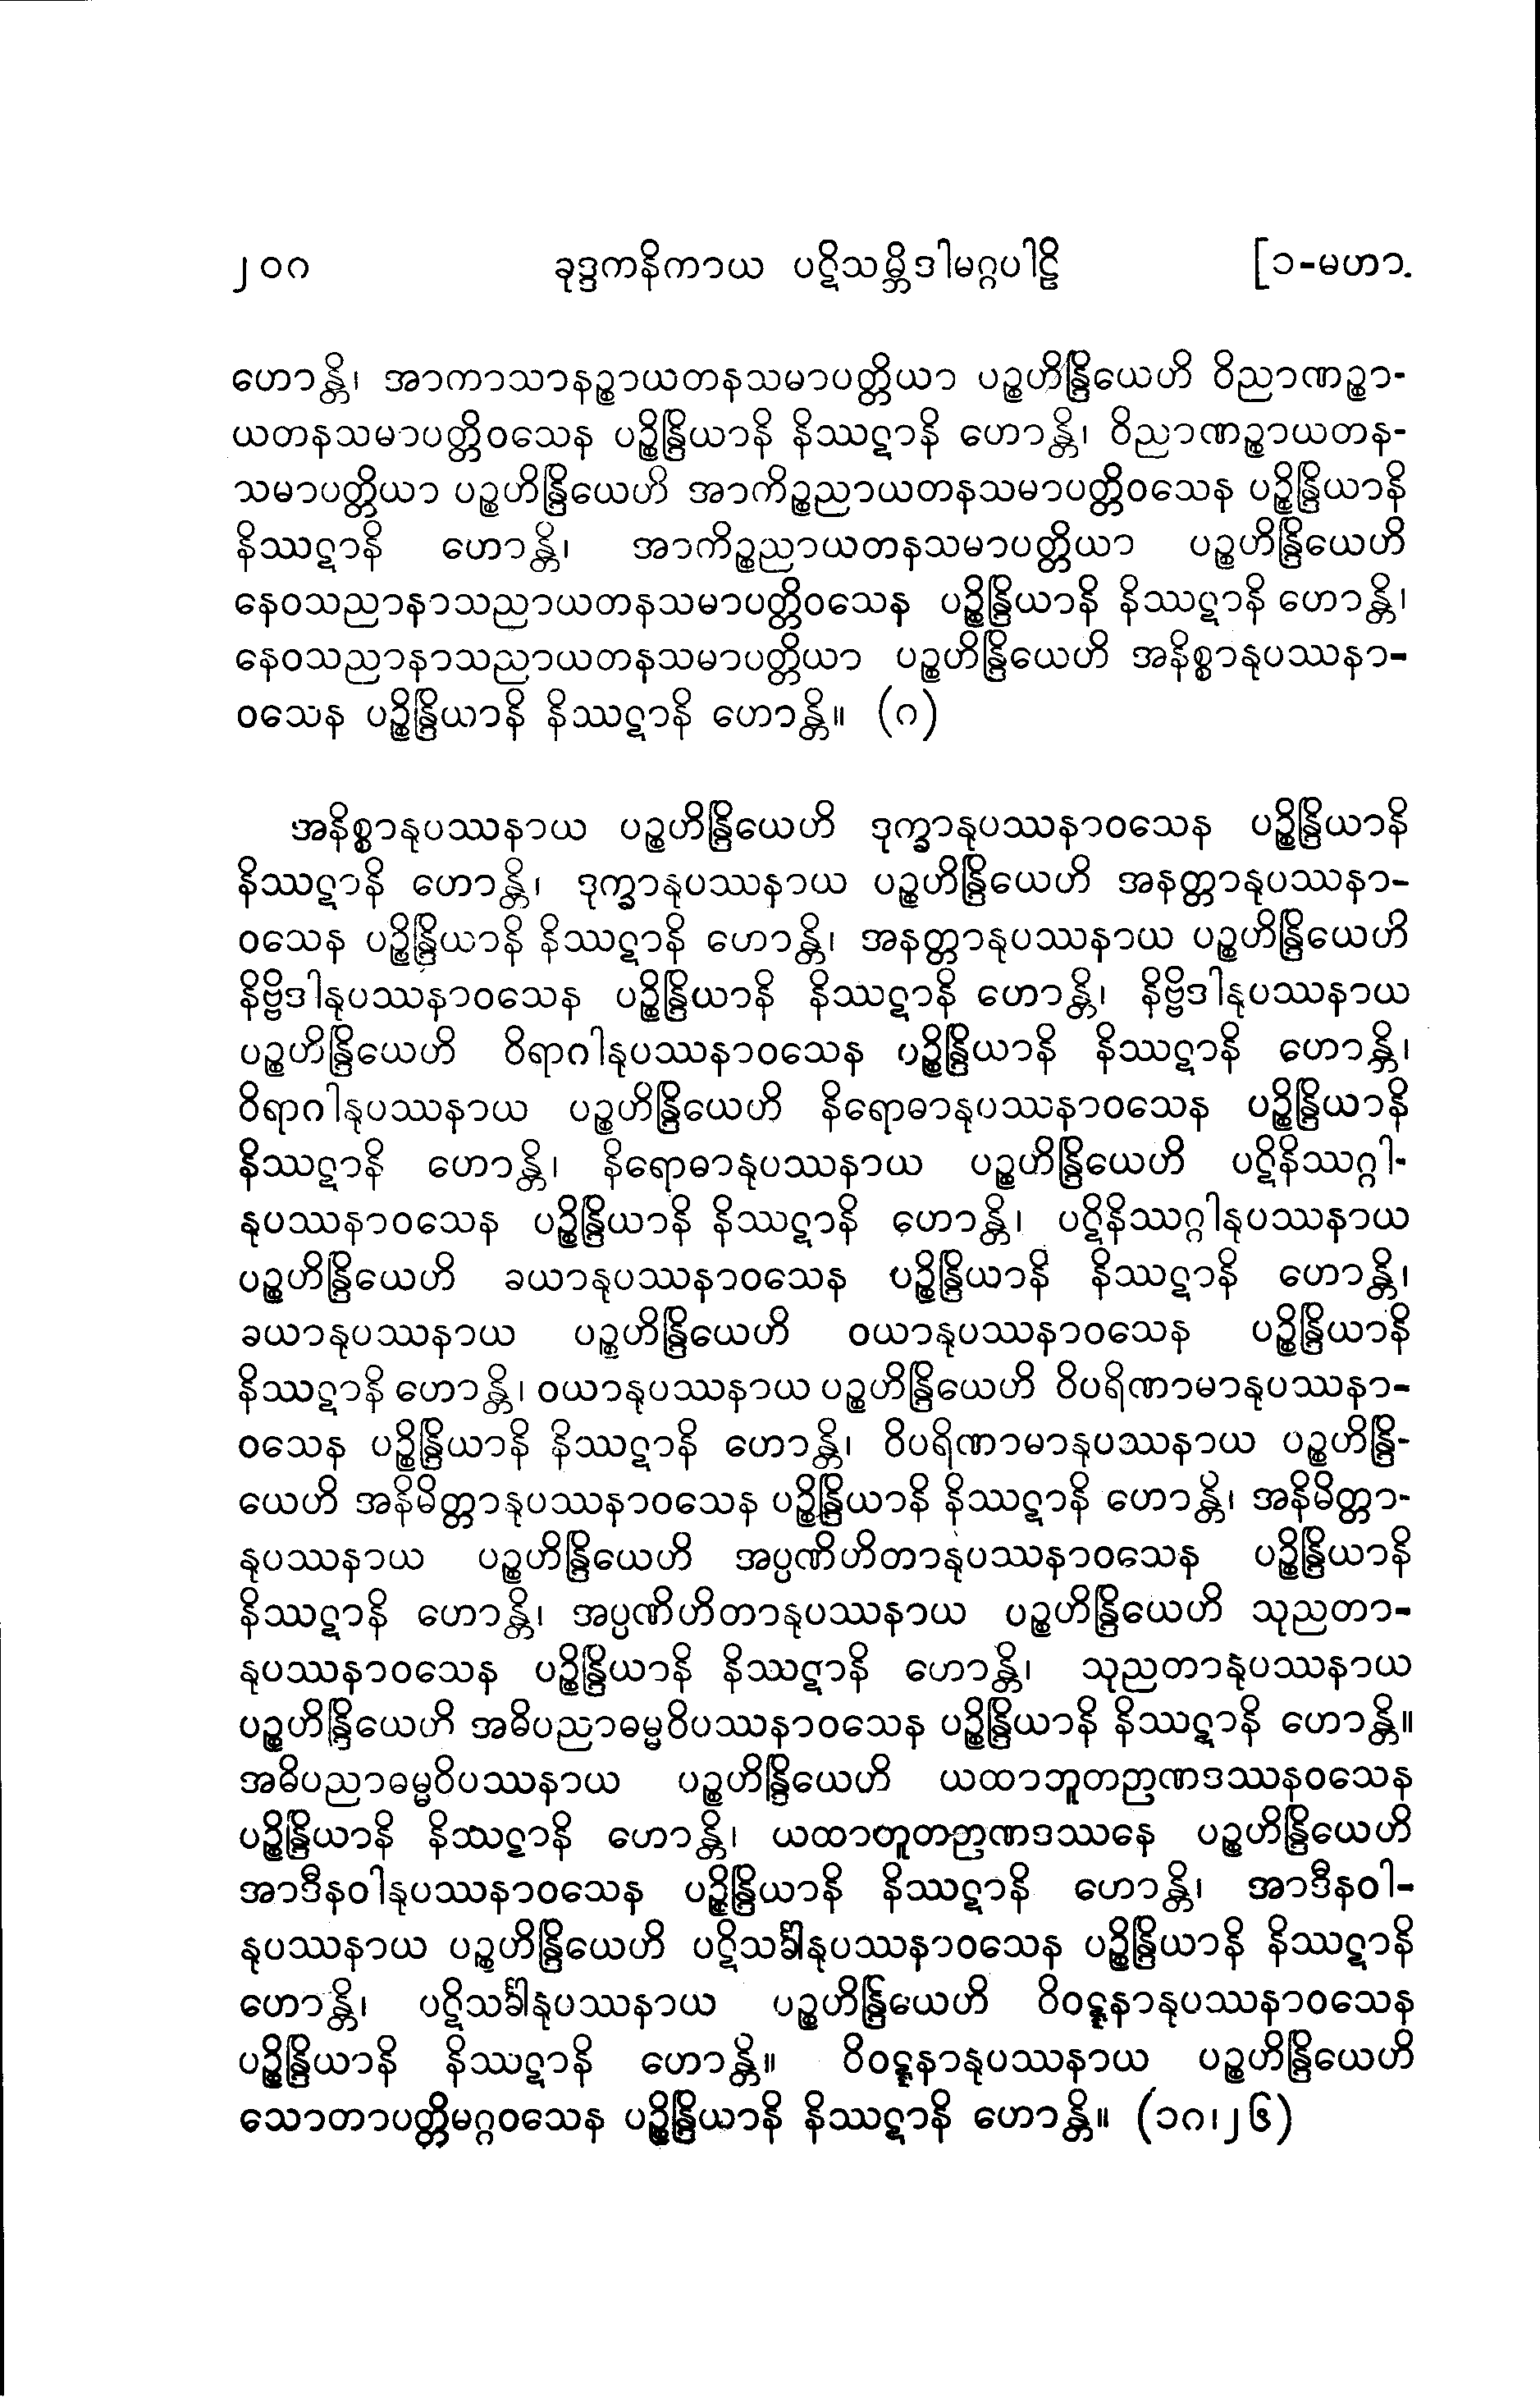 ၂၀ဂ ခုဒ္ဒကနိကာယ ပဋိသမ္ဘိဒါမဂ္ဂပါဠိ [၁-မဟာ.
ဟောန္တိ၊ အာကာသာနဉ္စာယတနသမာပတ္တိယာ ပဉ္စဟိန္ဒြိယေဟိ ဝိညာဏဉ္စာ-
ယတနသမာပတ္တိဝသေန ပဉ္စိန္ဒြိယာနိ နိဿဋာနိ ဟောန္တိ၊ ဝိညာဏဉ္စာယတန-
သမာပတ္တိယာ ပဉ္စဟိန္ဒြိယေဟိ အာကိဉ္စညာယတနသမာပတ္တိဝသေန ပဉ္စိန္ဒြိယာနိ
နိဿဋာနိ ဟောန္တိ၊ အာကိဉ္စညာယတနသမာပတ္တိယာ ပဉ္စဟိန္ဒြိယေဟိ
နေဝသညာနာသညာယတနသမာပတ္တိဝသေန ပဉ္စိန္ဒြိယာနိ နိဿဋာနိ ဟောန္တိ၊
နေဝသညာနာသညာယတနသမာပတ္တိယာ ပဉ္စဟိန္ဒြိယေဟိ အနိစ္စာနုပဿနာ-
ဝသေန ပဉ္စိန္ဒြိယာနိ နိဿဋာနိ ဟောန္တိ။ (ဂ)
အနိစ္စာနုပဿနာယ ပဉ္စဟိန္ဒြိယေဟိ ဒုက္ခာနုပဿနာဝသေန ပဉ္စိန္ဒြိယာနိ
နိဿဋာနိ ဟောန္တိ၊ ဒုက္ခာနုပဿနာယ ပဉ္စဟိန္ဒြိယေဟိ အနတ္တာနုပဿနာ-
ဝသေန ပဉ္စိန္ဒြိယာနိ နိဿဋာနိ ဟောန္တိ၊ အနတ္တာနုပဿနာယ ပဉ္စဟိန္ဒြိယေဟိ
နိဗ္ဗိဒါနုပဿနာဝသေန ပဉ္စိန္ဒြိယာနိ နိဿဋာနိ ဟောန္တိ၊ နိဗ္ဗိဒါနုပဿနာယ
ပဉ္စဟိန္ဒြိယေဟိ ဝိရာဂါနုပဿနာဝသေန ပဉ္စိန္ဒြိယာနိ နိဿဋာနိ ဟောန္တိ၊
ဝိရာဂါနုပဿနာယ ပဉ္စဟိန္ဒြိယေဟိ နိရောဓာနုပဿနာဝသေန ပဉ္စိန္ဒြိယာနိ
နိဿဋာနိ ဟောန္တိ၊ နိရောဓာနုပဿနာယ ပဉ္စဟိန္ဒြိယေဟိ ပဋိနိဿဂ္ဂါ-
နုပဿနာဝသေန ပဉ္စိန္ဒြိယာနိ နိဿဋာနိ ဟောန္တိ၊ ပဋိနိဿဂ္ဂါနုပဿနာယ
ပဉ္စဟိန္ဒြိယေဟိ ခယာနုပဿနာဝသေန ပဉ္စိန္ဒြိယာနိ နိဿဋာနိ ဟောန္တိ၊
ခယာနုပဿနာယ ပဉ္စဟိန္ဒြိယေဟိ ဝယာနုပဿနာဝသေန ပဉ္စိန္ဒြိယာနိ
နိဿဋာနိ ဟောန္တိ၊ ဝယာနုပဿနာယ ပဉ္စဟိန္ဒြိယေဟိ ဝိပရိဏာမာနုပဿနာ-
ဝသေန ပဉ္စိန္ဒြိယာနိ နိဿဋာနိ ဟောန္တိ၊ ဝိပရိဏာမာနုပဿနာယ ပဉ္စဟိန္ဒြိ-
ယေဟိ အနိမိတ္တာနုပဿနာဝသေန ပဉ္စိန္ဒြိယာနိ နိဿဋာနိ ဟောန္တိ၊ အနိမိတ္တာ-
နုပဿနာယ ပဉ္စဟိန္ဒြိယေဟိ အပ္ပဏိဟိတာနုပဿနာဝသေန ပဉ္စိန္ဒြိယာနိ
နိဿဋာနိ ဟောန္တိ၊ အပ္ပဏိဟိတာနုပဿနာယ ပဉ္စဟိန္ဒြိယေဟိ သုညတာ-
နုပဿနာဝသေန ပဉ္စိန္ဒြိယာနိ နိဿဋာနိ ဟောန္တိ၊ သုညတာနုပဿနာယ
ပဉ္စဟိန္ဒြိယေဟိ အဓိပညာဓမ္မဝိပဿနာဝသေန ပဉ္စိန္ဒြိယာနိ နိဿဋာနိ ဟောန္တိ။
အဓိပညာဓမ္မဝိပဿနာယ ပဉ္စဟိန္ဒြိယေဟိ ယထာဘူတဉာဏဒဿနဝသေန
ပဉ္စိန္ဒြိယာနိ နိဿဋာနိ ဟောန္တိ၊ ယထာဘူတဉာဏဒဿနေ ပဉ္စဟိန္ဒြိယေဟိ
အာဒီနဝါနုပဿနာဝသေန ပဉ္စိန္ဒြိယာနိ နိဿဋာနိ ဟောန္တိ၊ အာဒီနဝါ-
နုပဿနာယ ပဉ္စဟိန္ဒြိယေဟိ ပဋိသင်္ခါနုပဿနာဝသေန ပဉ္စိန္ဒြိယာနိ နိဿဋာနိ
ဟောန္တိ၊ ပဋိသင်္ခါနုပဿနာယ ပဉ္စဟိန္ဒြိယေဟိ ဝိဝဋ္ဋနာနုပဿနာဝသေန
ပဉ္စိန္ဒြိယာနိ နိဿဋာနိ ဟောန္တိ။ ဝိဝဋ္ဋနာနုပဿနာယ ပဉ္စဟိန္ဒြိယေဟိ
သောတာပတ္တိမဂ္ဂဝသေန ပဉ္စိန္ဒြိယာနိ နိဿဋာနိ ဟောန္တိ။ (၁ဂ၊၂၆)